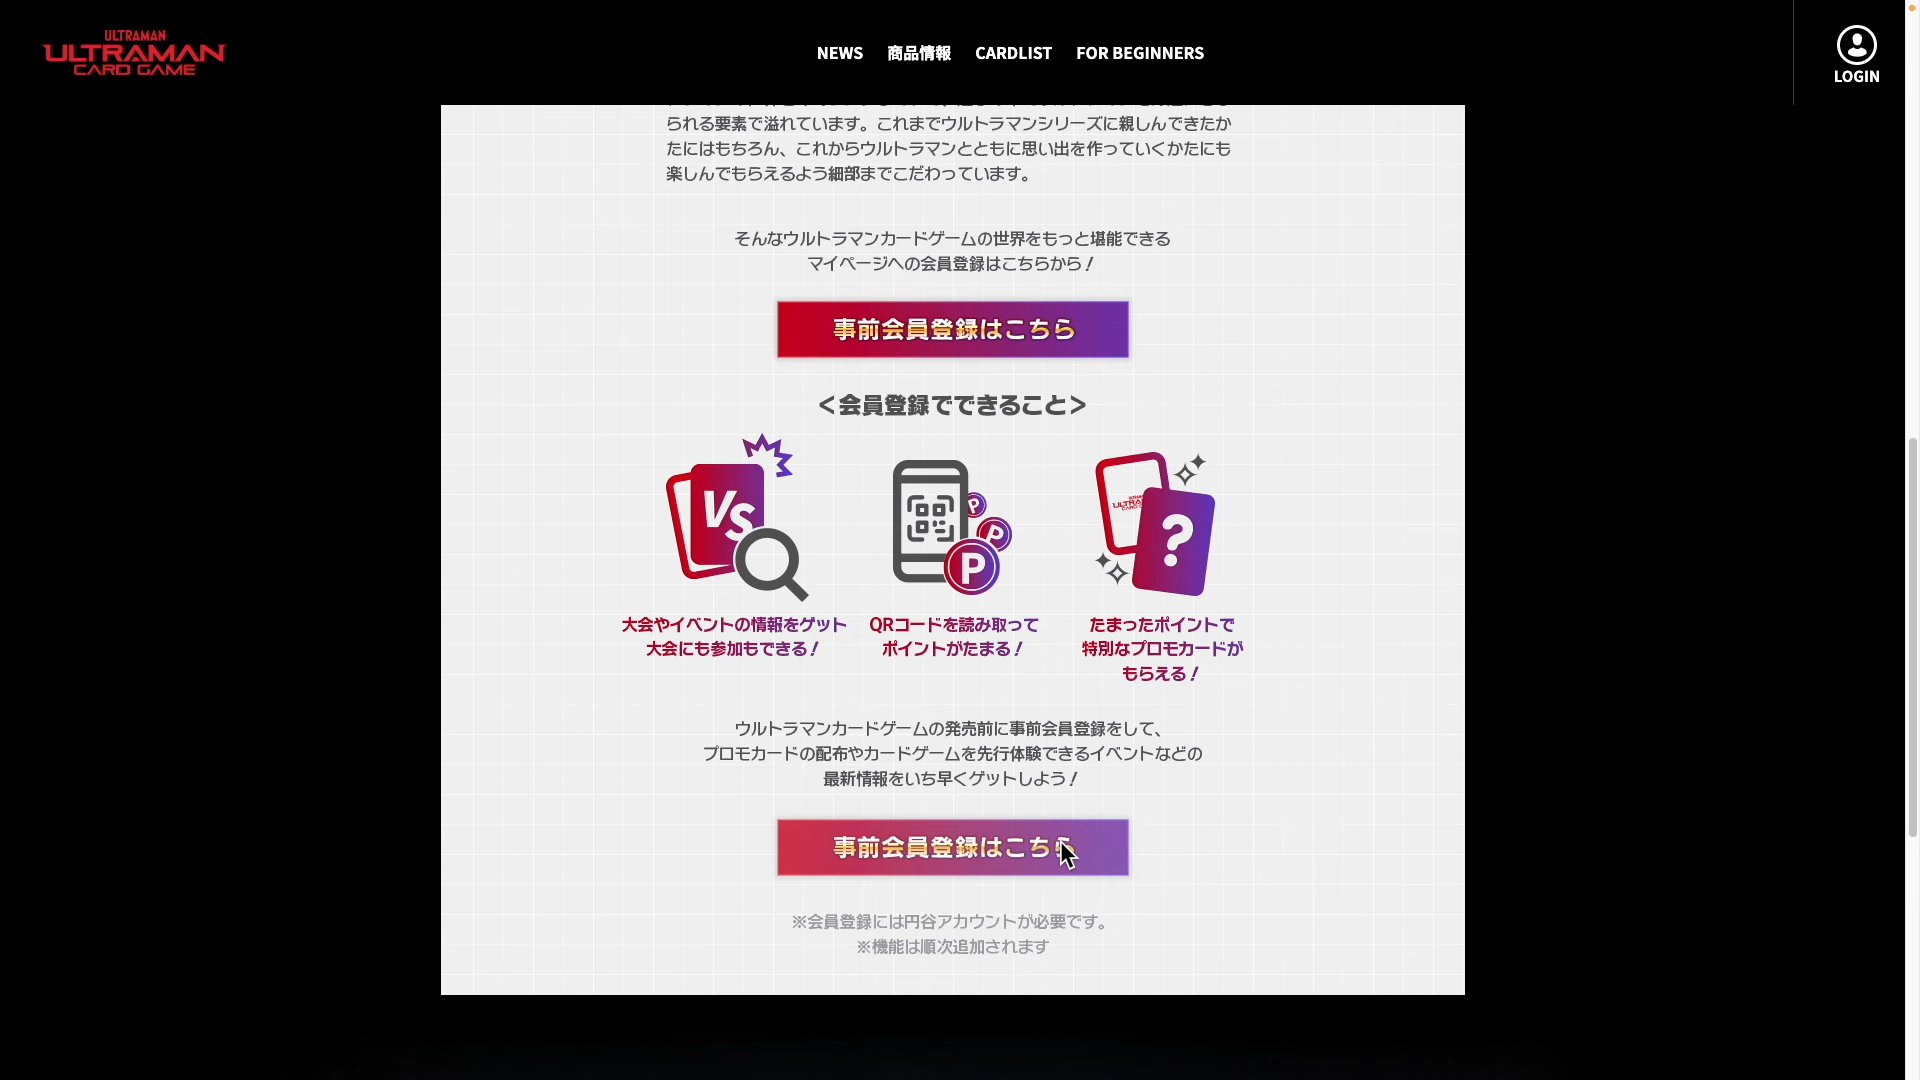 ULTRAMAN
ULTRAMAN
CARD GAME
NEWS 商品情報 CARDLIST FOR BEGINNERS
LOGIN
られる要素で溢れています。これまでウルトラマンシリーズに親しんできたか
たにはもちろん、これからウルトラマンとともに思い出を作っていくかたにも
楽しんでもらえるよう細部までこだわっています。
そんなウルトラマンカードゲームの世界をもっと堪能できる
マイページへの会員登録はこちらから！
事前会員登録はこちら
＜会員登録でできること＞
VS
P
P
P
?
大会やイベントの情報をゲット
大会にも参加もできる！
QRコードを読み取って
ポイントがたまる！
たまったポイントで
特別なプロモカードが
もらえる！
ウルトラマンカードゲームの発売前に事前会員登録をして、
プロモカードの配布やカードゲームを先行体験できるイベントなどの
最新情報をいち早くゲットしよう！
事前会員登録はこちら
※会員登録には円谷アカウントが必要です。
※機能は順次追加されます